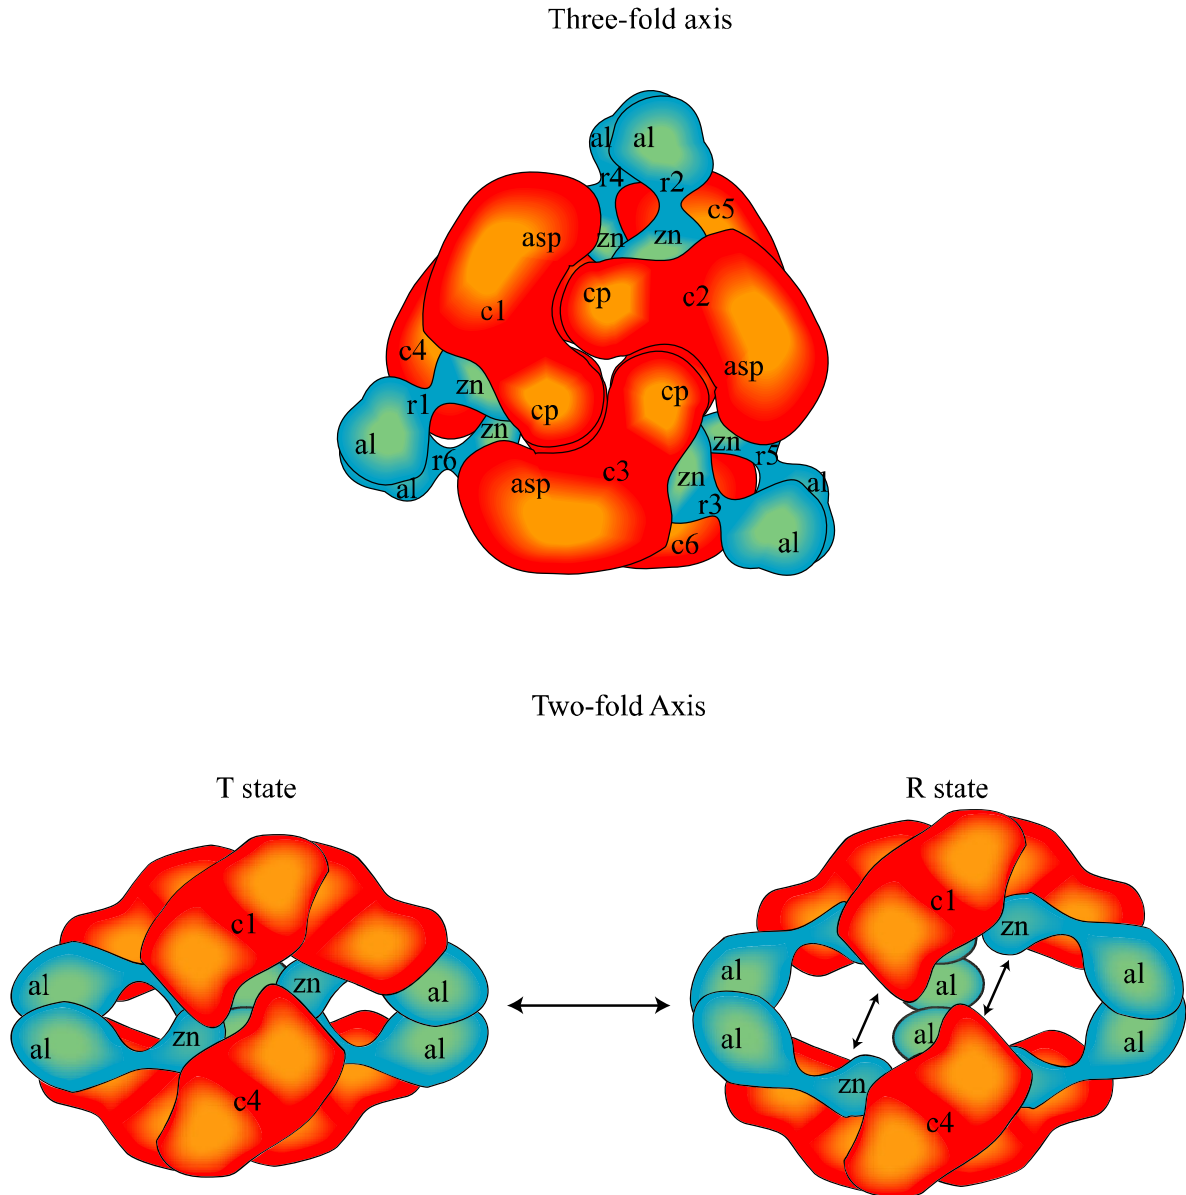 Three-fold axis
al al
r4 r2
c5
asp zn zn
cp c2
c1
c4 asp
zn cp
r1 cp
al zn zn r5
r6 c3
al asp zn al
r3
c6 al
Two-fold Axis
T state R state
c1
al zn al
zn
al al
c4
c1
zn
al al al
al al al
zn
c4